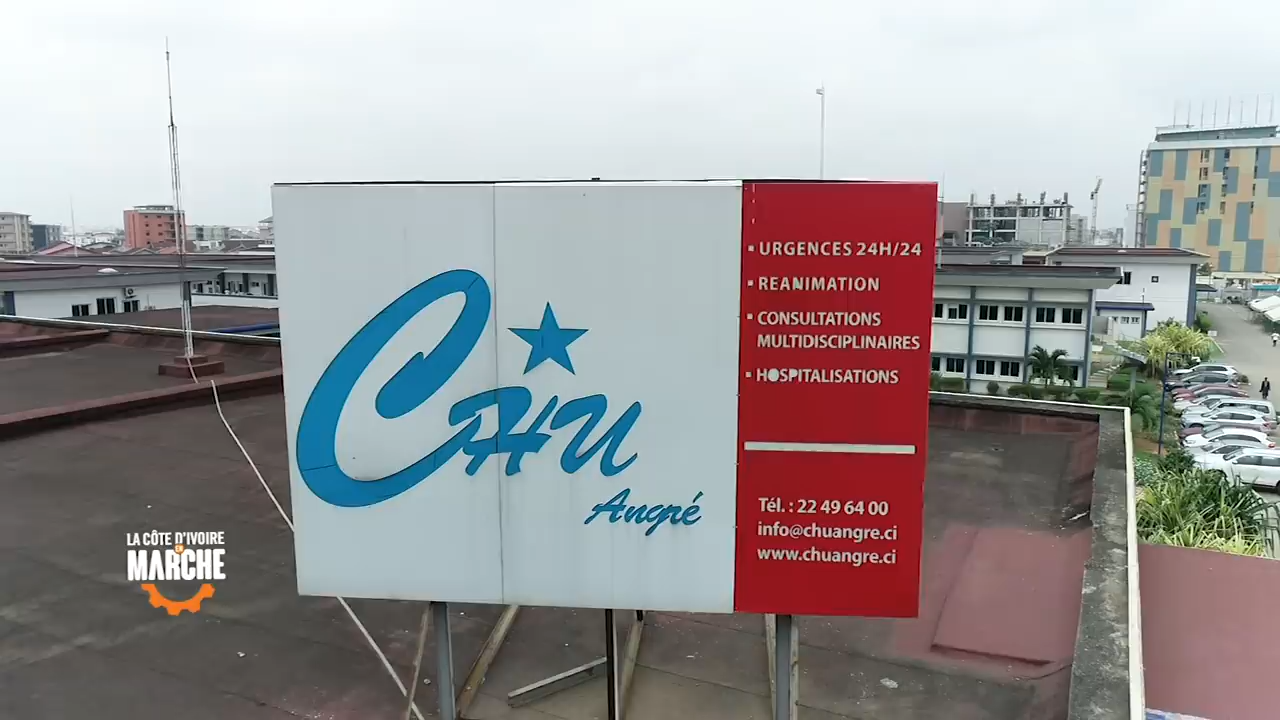 CHU
Angré
▪ URGENCES 24H/24
▪ REANIMATION
▪ CONSULTATIONS
MULTIDISCIPLINAIRES
▪ HOSPITALISATIONS
Tél. : 22 49 64 00
info@chuangre.ci
www.chuangre.ci
LA CÔTE D'IVOIRE
EN
MARCHE